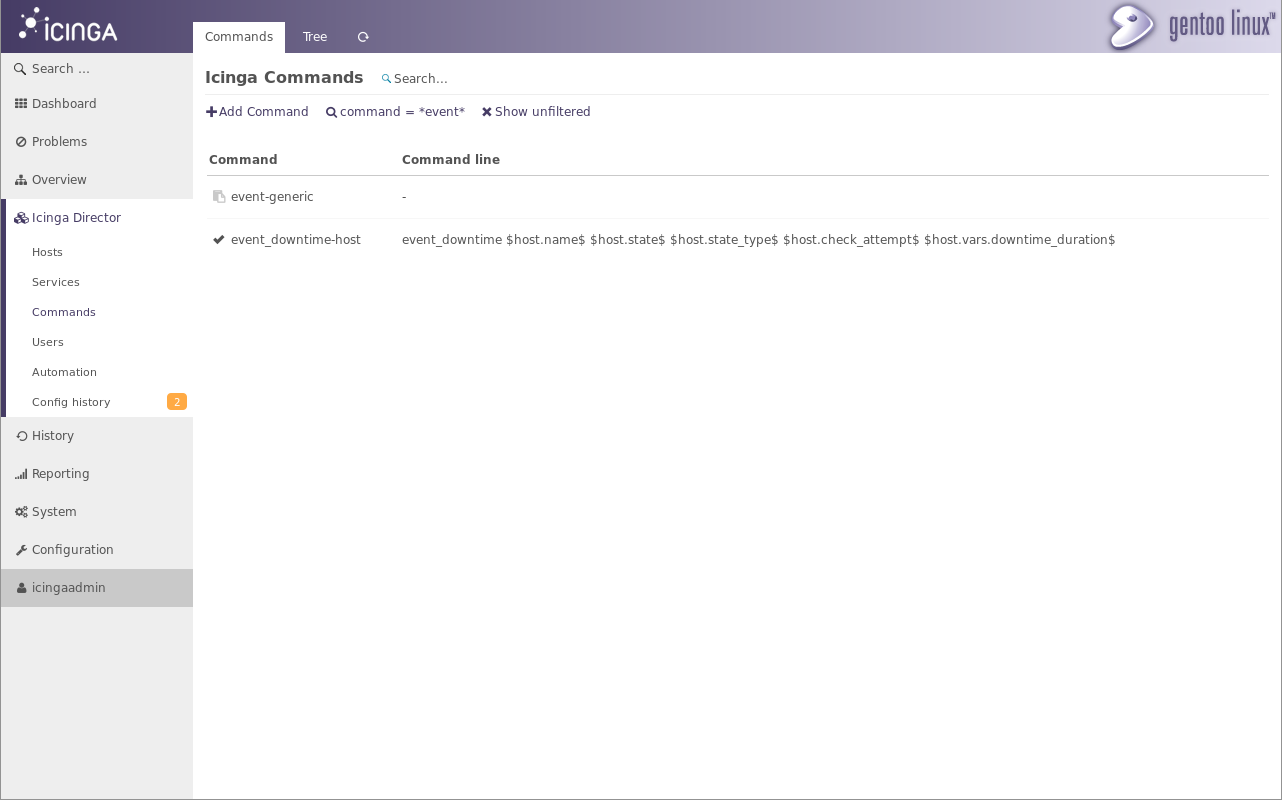 ICINGA
Commands Tree
gentoo linux™
Search ...
Dashboard
Problems
Overview
Icinga Director
Hosts
Services
Commands
Users
Automation
Config history 2
History
Reporting
System
Configuration
icingaadmin
Icinga Commands Search...
Add Command command = *event* Show unfiltered
Command Command line
event-generic -
event_downtime-host event_downtime $host.name$ $host.state$ $host.state_type$ $host.check_attempt$ $host.vars.downtime_duration$